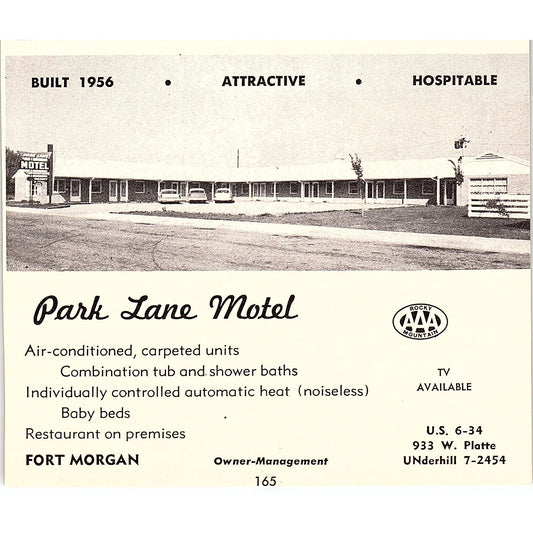 BUILT 1956 • ATTRACTIVE • HOSPITABLE
MOTEL
Park Lane Motel
ROCKY
AAA
MOUNTAIN
Air-conditioned, carpeted units
Combination tub and shower baths
Individually controlled automatic heat (noiseless)
Baby beds
Restaurant on premises
TV
AVAILABLE
U.S. 6-34
933 W. Platte
UNderhill 7-2454
FORT MORGAN
Owner-Management
165